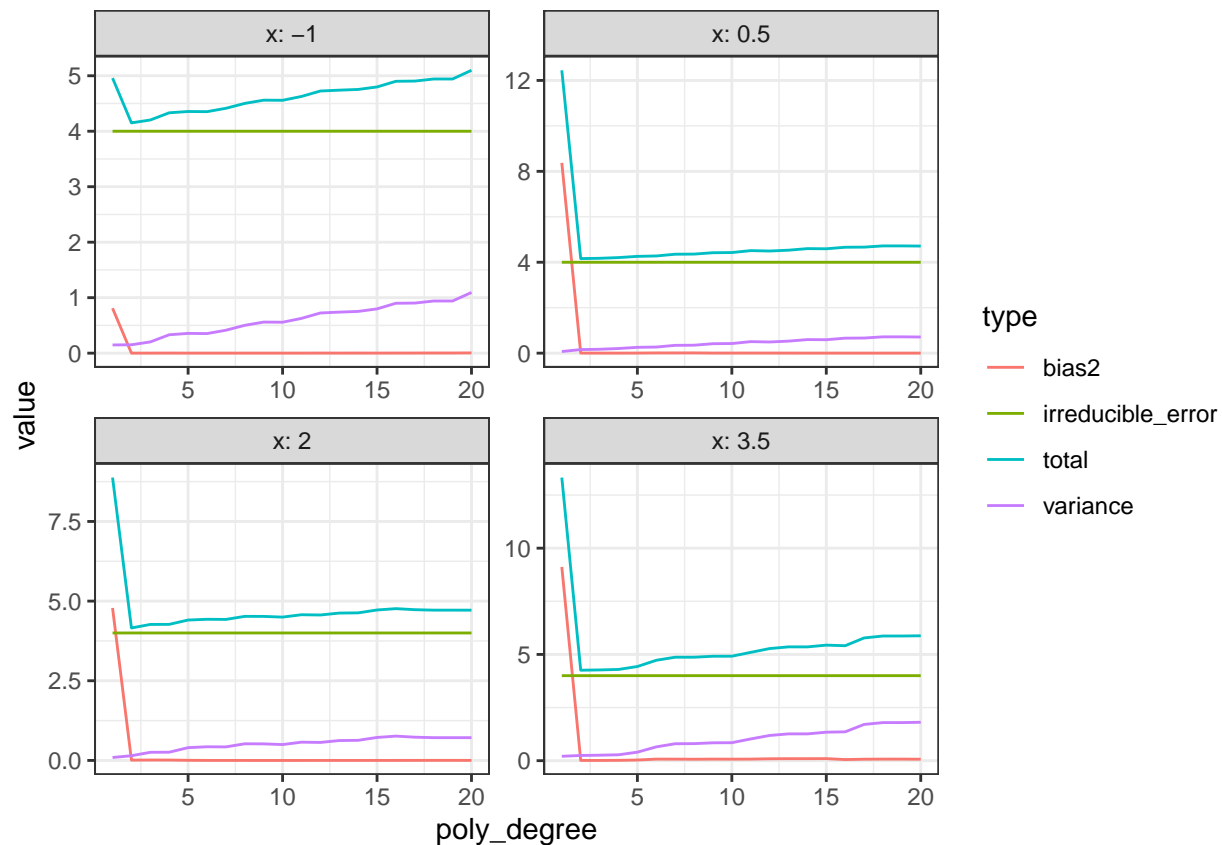 x: −1
x: 0.5
5
4
3
2
1
0
12
8
4
0
5 10 15 20
5 10 15 20
x: 2
x: 3.5
7.5
5.0
2.5
0.0
10
5
0
5 10 15 20
5 10 15 20
value
poly_degree
type
bias2
irreducible_error
total
variance